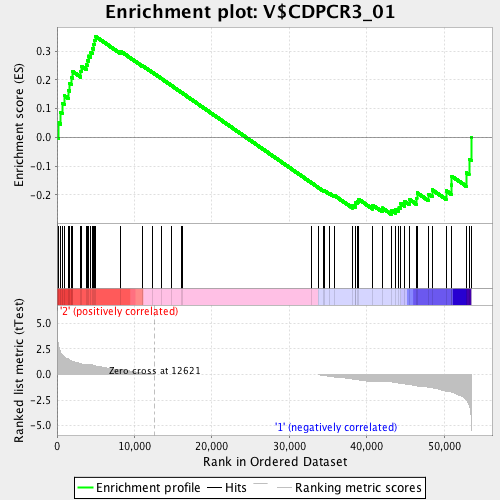 Enrichment plot: V$CDPCR3_01
Enrichment score (ES)
0.3
0.2
0.1
0.0
-0.1
-0.2
'2' (positively correlated)
Ranked list metric (tTest)
5.0
2.5
0.0
-2.5
-5.0
Zero cross at 12621
'1' (negatively correlated)
0
10,000
20,000
30,000
40,000
50,000
Rank in Ordered Dataset
Enrichment profile
Hits
Ranking metric scores